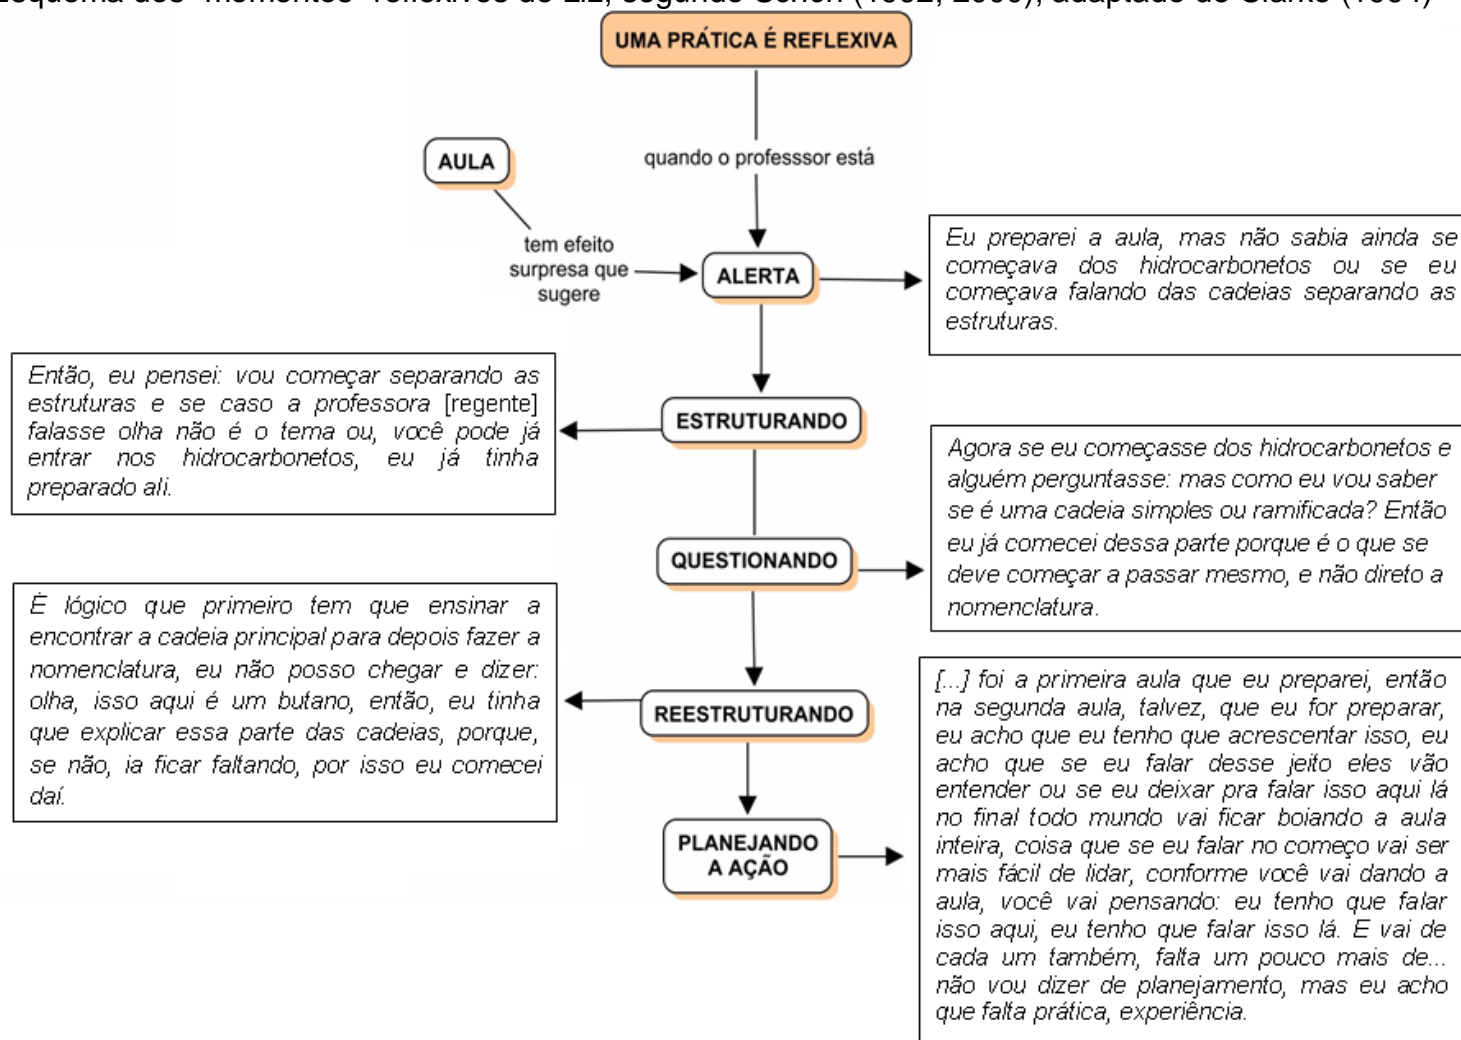 UMA PRÁTICA É REFLEXIVA
quando o professsor está
AULA
tem efeito
surpresa que
sugere
ALERTA
Eu preparei a aula, mas não sabia ainda se
começava dos hidrocarbonetos ou se eu
começava falando das cadeias separando as
estruturas.
ESTRUTURANDO
Então, eu pensei: vou começar separando as
estruturas e se caso a professora [regente]
falasse olha não é o tema ou, você pode já
entrar nos hidrocarbonetos, eu já tinha
preparado ali.
QUESTIONANDO
Agora se eu começasse dos hidrocarbonetos e
alguém perguntasse: mas como eu vou saber
se é uma cadeia simples ou ramificada? Então
eu já comecei dessa parte porque é o que se
deve começar a passar mesmo, e não direto a
nomenclatura.
REESTRUTURANDO
É lógico que primeiro tem que ensinar a
encontrar a cadeia principal para depois fazer a
nomenclatura, eu não posso chegar e dizer:
olha, isso aqui é um butano, então, eu tinha
que explicar essa parte das cadeias, porque,
se não, ia ficar faltando, por isso eu comecei
daí.
PLANEJANDO
A AÇÃO
[...] foi a primeira aula que eu preparei, então
na segunda aula, talvez, que eu for preparar,
eu acho que eu tenho que acrescentar isso, eu
acho que se eu falar desse jeito eles vão
entender ou se eu deixar pra falar isso aqui lá
no final todo mundo vai ficar boiando a aula
inteira, coisa que se eu falar no começo vai ser
mais fácil de lidar, conforme você vai dando a
aula, você vai pensando: eu tenho que falar
isso aqui, eu tenho que falar isso lá. E vai de
cada um também, falta um pouco mais de...
não vou dizer de planejamento, mas eu acho
que falta prática, experiência.